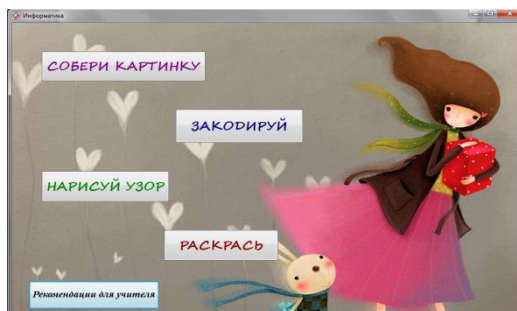 Информатика
СОБЕРИ КАРТИНКУ
ЗАКОДИРУЙ
НАРИСУЙ УЗОР
РАСКРАСЬ
Рекомендации для учителя